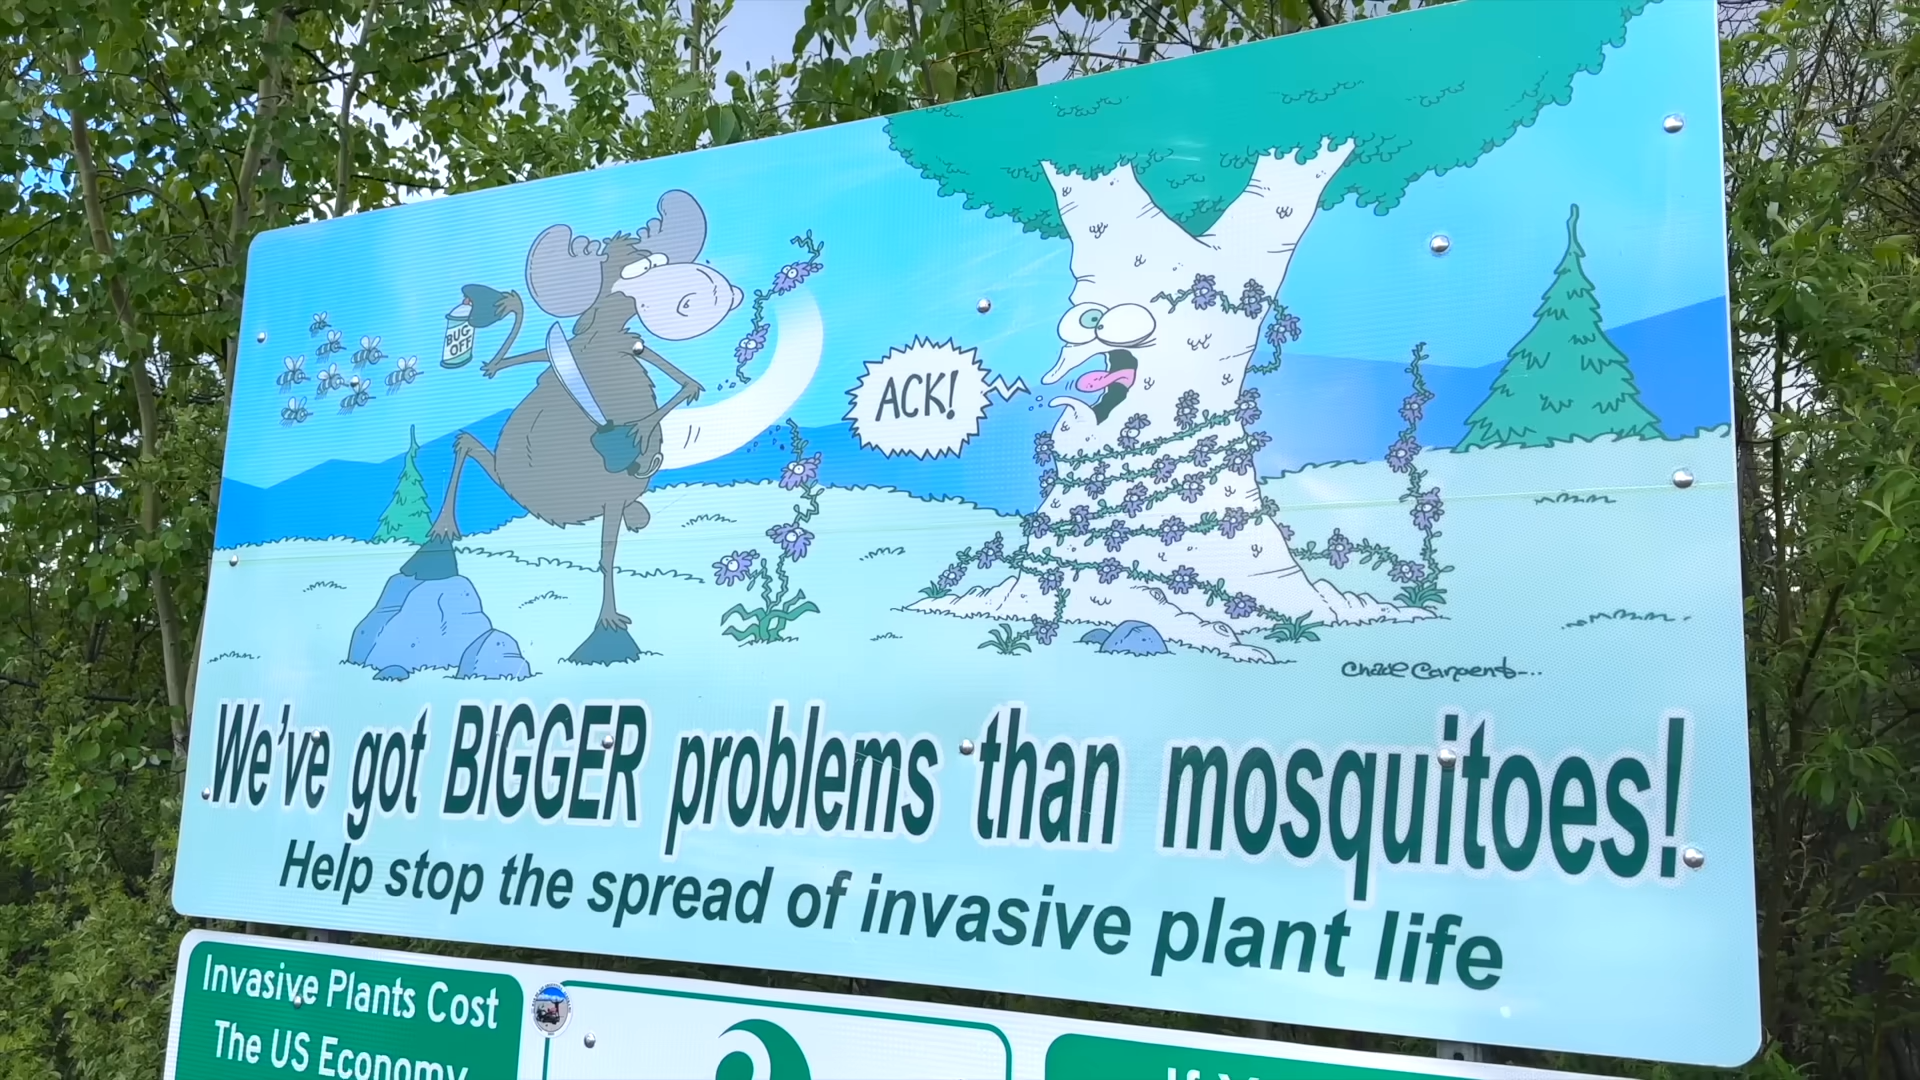 BUG
OFF
ACK!
Chad Carpenter
We've got BIGGER problems than mosquitoes!
Help stop the spread of invasive plant life
Invasive Plants Cost
The US Economy
?
If